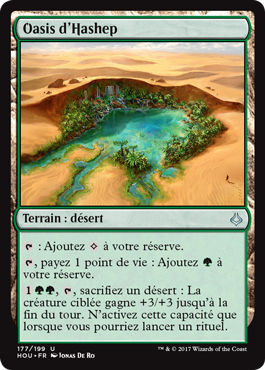 Oasis d'Hashep
Terrain : désert
: Ajoutez à votre réserve.
, payez 1 point de vie : Ajoutez à
votre réserve.
1 , , sacrifiez un désert : La
créature ciblée gagne +3/+3 jusqu'à la
fin du tour. N'activez cette capacité que
lorsque vous pourriez lancer un rituel.
177/199 U
HOU • FR Jonas De Ro
™ & © 2017 Wizards of the Coast